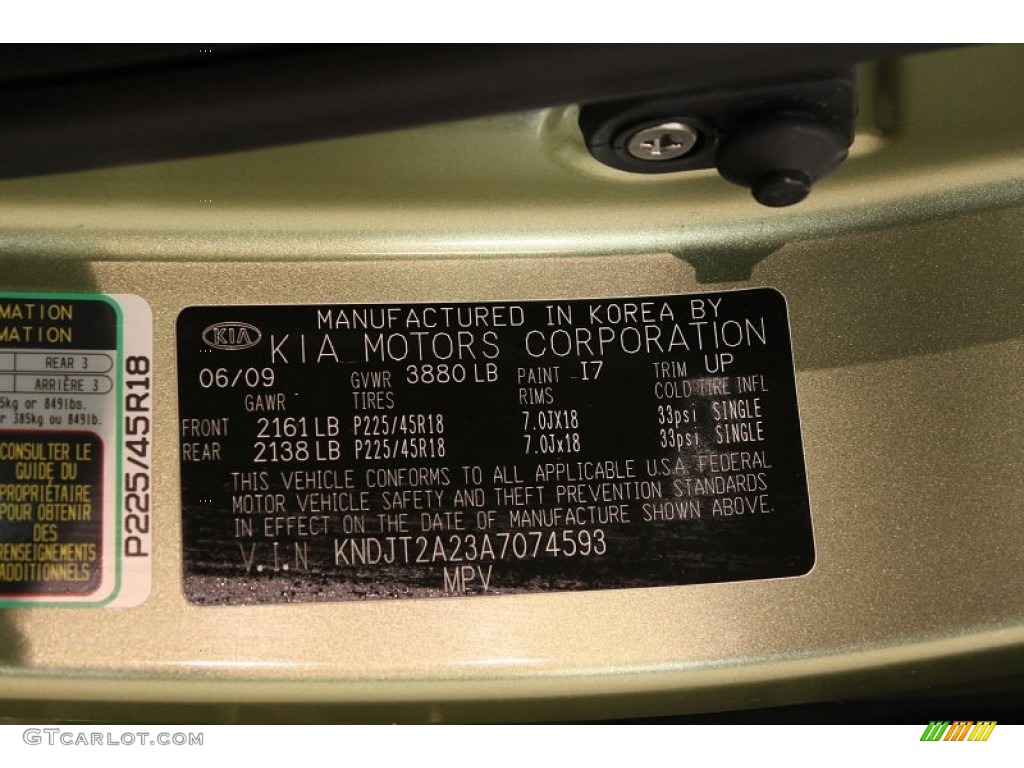 MATION
MATION
REAR 3
ARRIÈRE 3
5kg or 849lbs.
r 385kg ou 849lb.
CONSULTER LE
GUIDE DU
PROPRIÉTAIRE
POUR OBTENIR
DES
RENSEIGNEMENTS
ADDITIONNELS
P225/45R18
KIA
MANUFACTURED IN KOREA BY
KIA MOTORS CORPORATION
06/09 GVWR 3880 LB PAINT I7 TRIM UP
GAWR TIRES RIMS COLD TIRE INFL
FRONT 2161 LB P225/45R18 7.0JX18 33psi SINGLE
REAR 2138 LB P225/45R18 7.0Jx18 33psi SINGLE
THIS VEHICLE CONFORMS TO ALL APPLICABLE U.S.A. FEDERAL
MOTOR VEHICLE SAFETY AND THEFT PREVENTION STANDARDS
IN EFFECT ON THE DATE OF MANUFACTURE SHOWN ABOVE.
V.I.N KNDJT2A23A7074593
MPV
GTCARLOT.COM